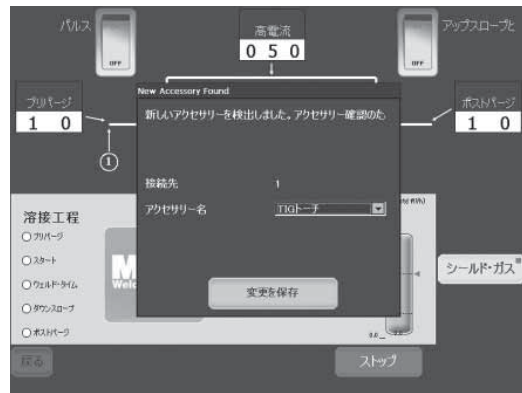 パルス
高電流
アップスロープと
OFF
0 5 0
OFF
プリパージ
1 0
ポストパージ
1 0
1
New Accessory Found
新しいアクセサリーを検出しました。アクセサリー確認のた
接続先 1
アクセサリー名 TIGトーチ
変更を保存
溶接工程
プリパージ
スタート
ウェルド・タイム
ダウンスロープ
ポストパージ
M
Weld
シールド・ガス
0.0
戻る
ストップ